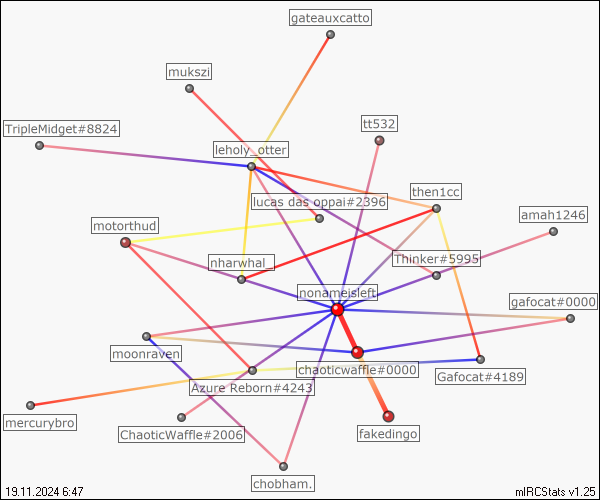 gateauxcatto
mukszi
TripleMidget#8824
tt532
leholy_otter
lucas das oppai#2396
then1cc
amah1246
motorthud
nharwhal_
Thinker#5995
nonameisleft
gafocat#0000
moonraven
chaoticwaffle#0000
Gafocat#4189
Azure Reborn#4243
mercurybro
ChaoticWaffle#2006
fakedingo
chobham.
19.11.2024 6:47
mIRCStats v1.25